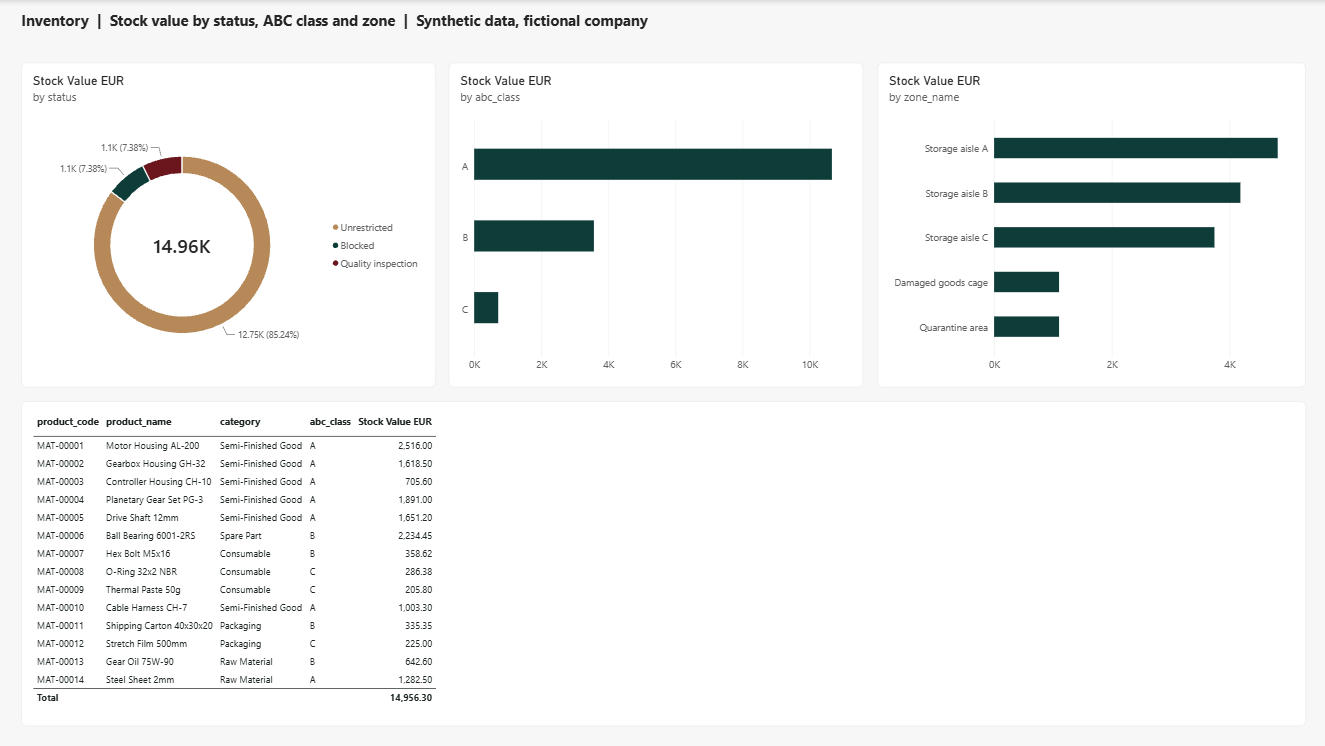 Inventory | Stock value by status, ABC class and zone | Synthetic data, fictional company
Stock Value EUR
by status
1.1K (7.38%)
1.1K (7.38%)
14.96K
12.75K (85.24%)
Unrestricted
Blocked
Quality inspection
Stock Value EUR
by abc_class
A
B
C
0K 2K 4K 6K 8K 10K
Stock Value EUR
by zone_name
Storage aisle A
Storage aisle B
Storage aisle C
Damaged goods cage
Quarantine area
0K 2K 4K
product_code product_name category abc_class Stock Value EUR
MAT-00001 Motor Housing AL-200 Semi-Finished Good A 2,516.00
MAT-00002 Gearbox Housing GH-32 Semi-Finished Good A 1,618.50
MAT-00003 Controller Housing CH-10 Semi-Finished Good A 705.60
MAT-00004 Planetary Gear Set PG-3 Semi-Finished Good A 1,891.00
MAT-00005 Drive Shaft 12mm Semi-Finished Good A 1,651.20
MAT-00006 Ball Bearing 6001-2RS Spare Part B 2,234.45
MAT-00007 Hex Bolt M5x16 Consumable B 358.62
MAT-00008 O-Ring 32x2 NBR Consumable C 286.38
MAT-00009 Thermal Paste 50g Consumable C 205.80
MAT-00010 Cable Harness CH-7 Semi-Finished Good A 1,003.30
MAT-00011 Shipping Carton 40x30x20 Packaging B 335.35
MAT-00012 Stretch Film 500mm Packaging C 225.00
MAT-00013 Gear Oil 75W-90 Raw Material B 642.60
MAT-00014 Steel Sheet 2mm Raw Material A 1,282.50
Total 14,956.30